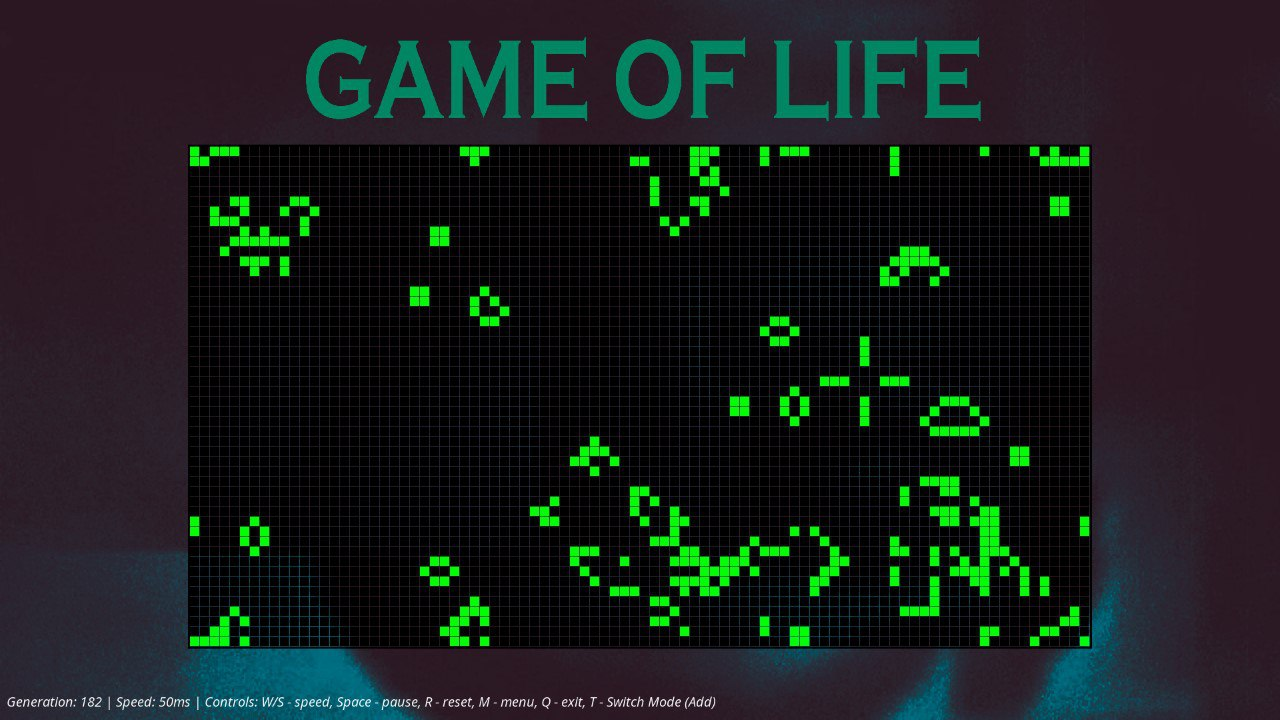 GAME OF LIFE
Generation: 182 | Speed: 50ms | Controls: W/S - speed, Space - pause, R - reset, M - menu, Q - exit, T - Switch Mode (Add)